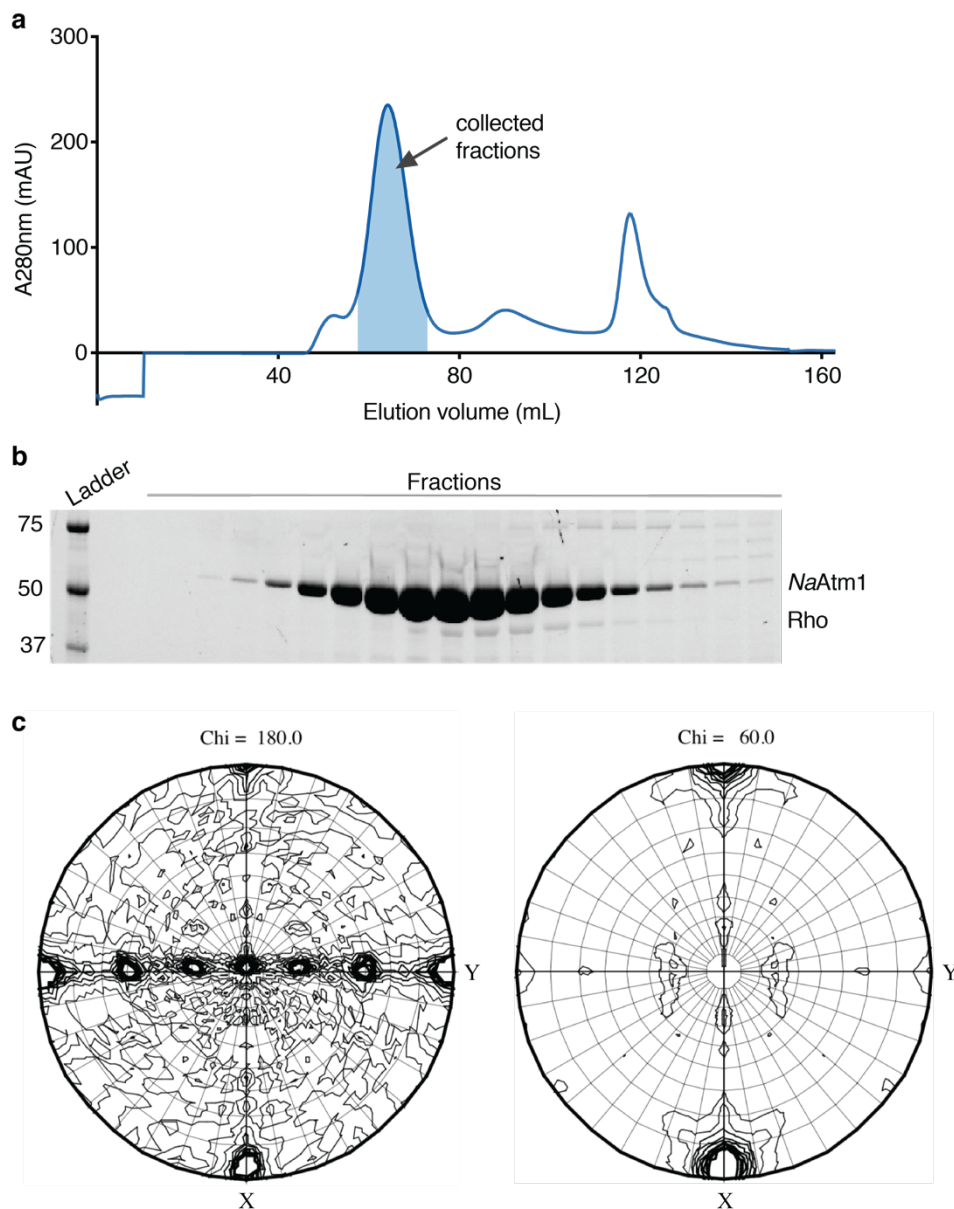 a
300
200
100
0
A280nm (mAU)
collected
fractions
40
80
120
160
Elution volume (mL)
b
Ladder
Fractions
75
50
37
NaAtm1
Rho
c
Chi = 180.0
Y
X
Chi = 60.0
Y
X